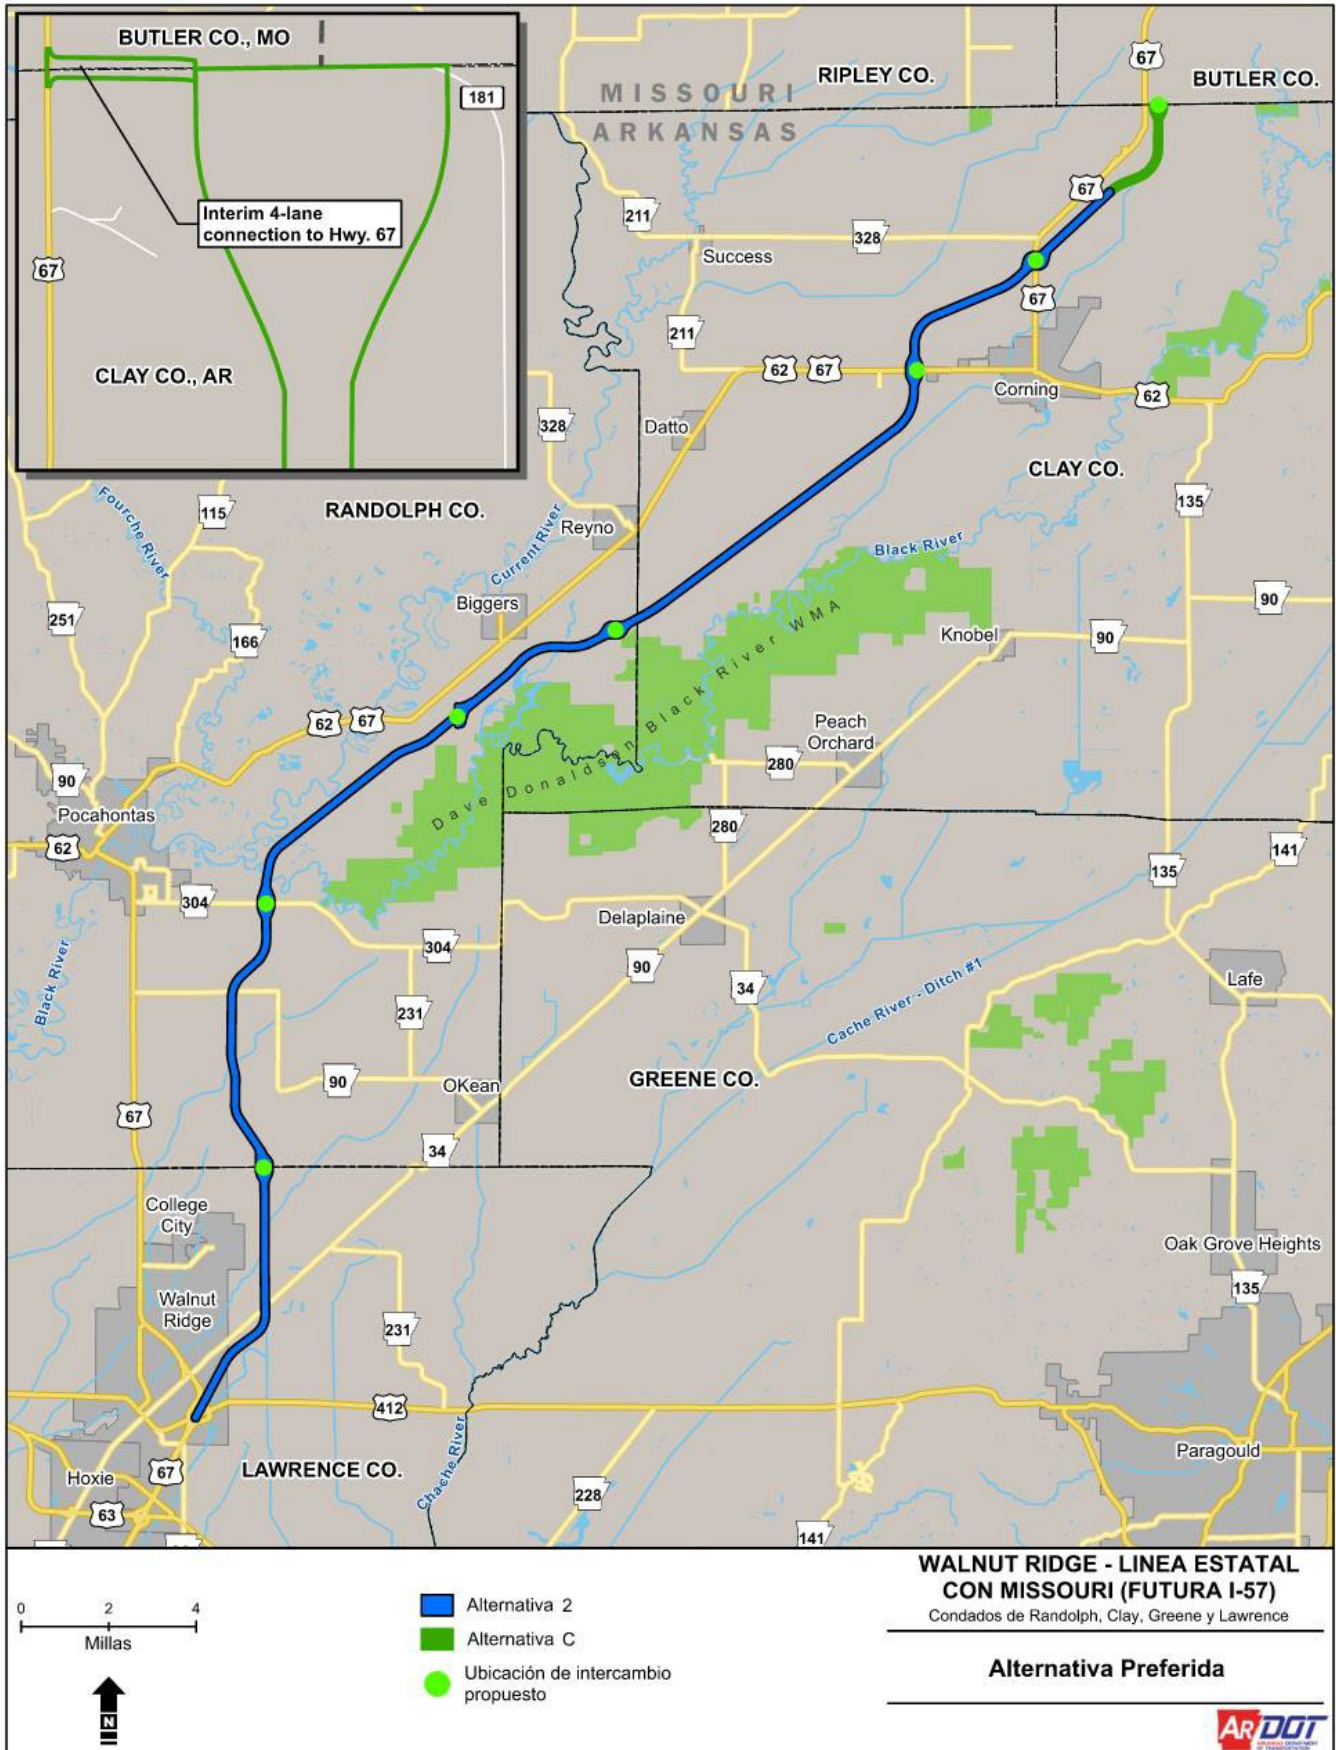 BUTLER CO., MO
181
Interim 4-lane
connection to Hwy. 67
67
CLAY CO., AR
MISSOURI
ARKANSAS
RIPLEY CO.
67
BUTLER CO.
67
211
328
Success
67
211
62
67
Corning
62
328
Datto
CLAY CO.
115
RANDOLPH CO.
135
Fourche River
Reyno
Current River
Black River
Biggers
90
251
166
Knobel
90
62
67
Peach
Orchard
Dave Donaldson Black River WMA
280
90
Pocahontas
280
62
141
135
304
Delaplaine
304
90
34
Lafe
Black River
231
Cache River - Ditch #1
90
OKean
GREENE CO.
67
34
College
City
Oak Grove Heights
Walnut
Ridge
135
231
412
Chache River
Paragould
Hoxie
67
LAWRENCE CO.
63
228
141
WALNUT RIDGE - LINEA ESTATAL
CON MISSOURI (FUTURA I-57)
Condados de Randolph, Clay, Greene y Lawrence
Alternativa Preferida
0 2 4
Millas
N
Alternativa 2
Alternativa C
Ubicación de intercambio
propuesto
ARDOT
ARKANSAS DEPARTMENT
OF TRANSPORTATION